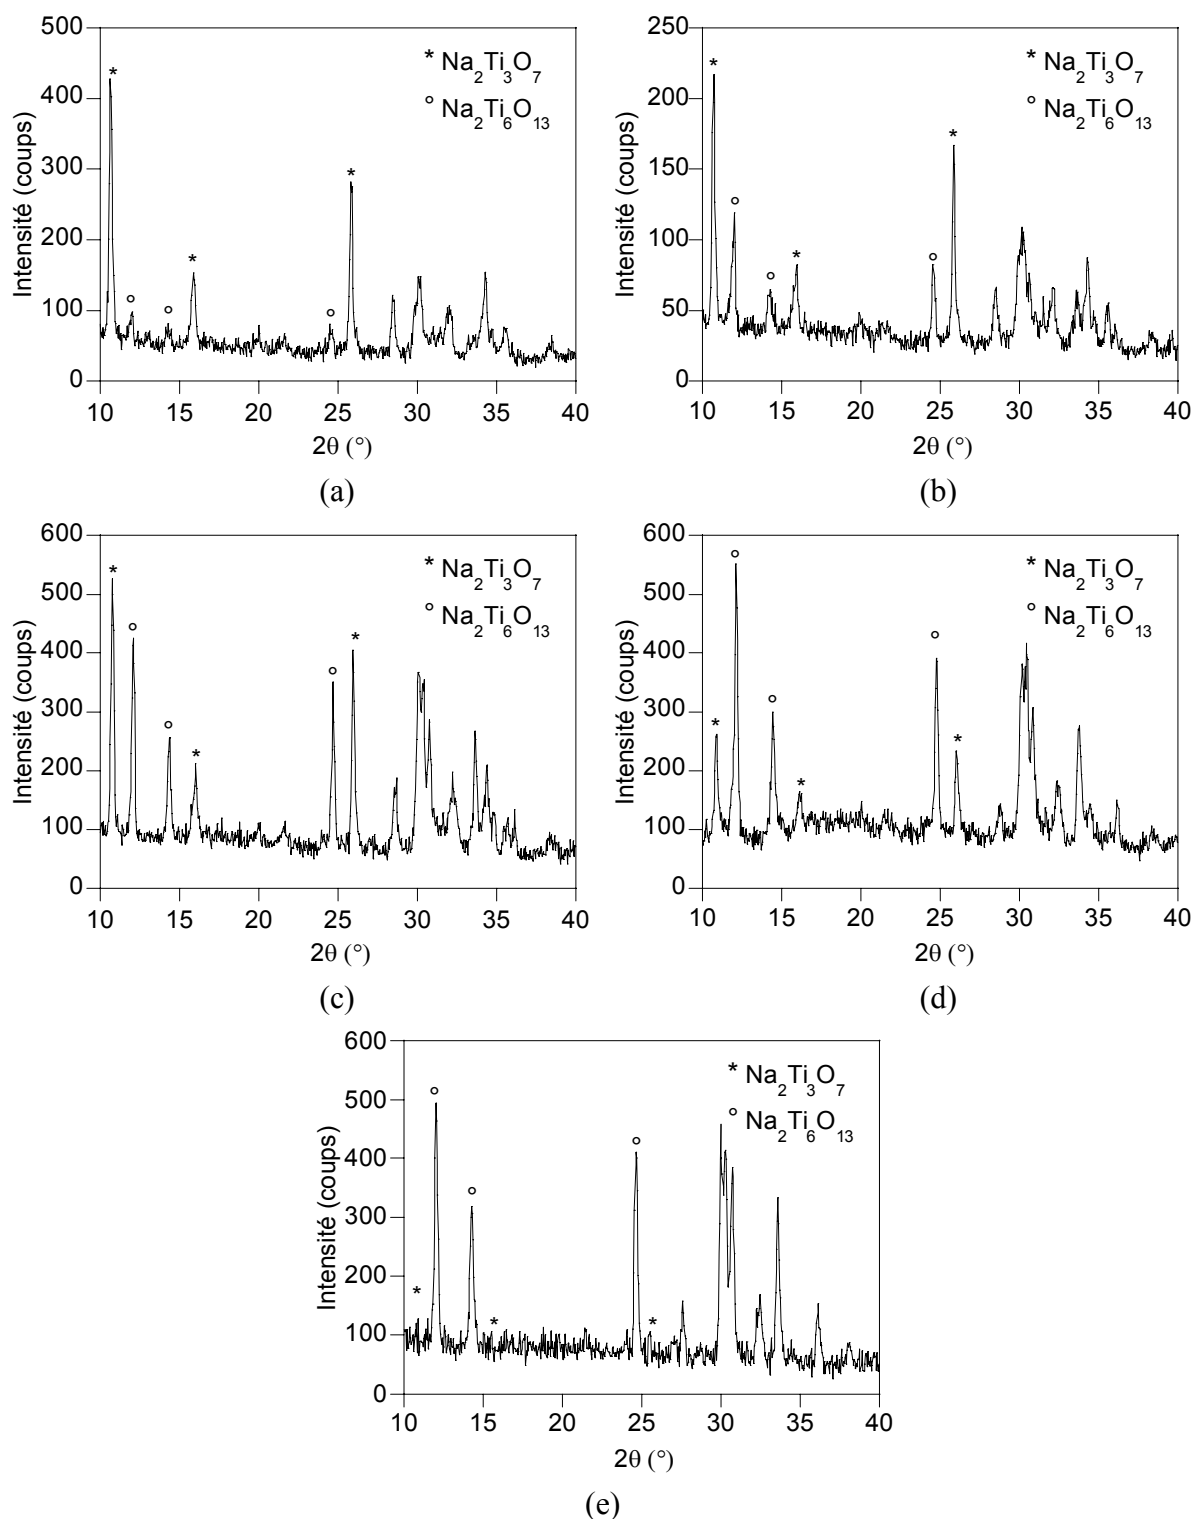 500
400
300
200
100
0
Intensité (coups)
* Na2Ti3O7
° Na2Ti6O13
10 15 20 25 30 35 40
2θ (°)
(a)
250
200
150
100
50
0
Intensité (coups)
* Na2Ti3O7
° Na2Ti6O13
10 15 20 25 30 35 40
2θ (°)
(b)
600
500
400
300
200
100
0
Intensité (coups)
* Na2Ti3O7
° Na2Ti6O13
10 15 20 25 30 35 40
2θ (°)
(c)
600
500
400
300
200
100
0
Intensité (coups)
* Na2Ti3O7
° Na2Ti6O13
10 15 20 25 30 35 40
2θ (°)
(d)
600
500
400
300
200
100
0
Intensité (coups)
* Na2Ti3O7
° Na2Ti6O13
10 15 20 25 30 35 40
2θ (°)
(e)